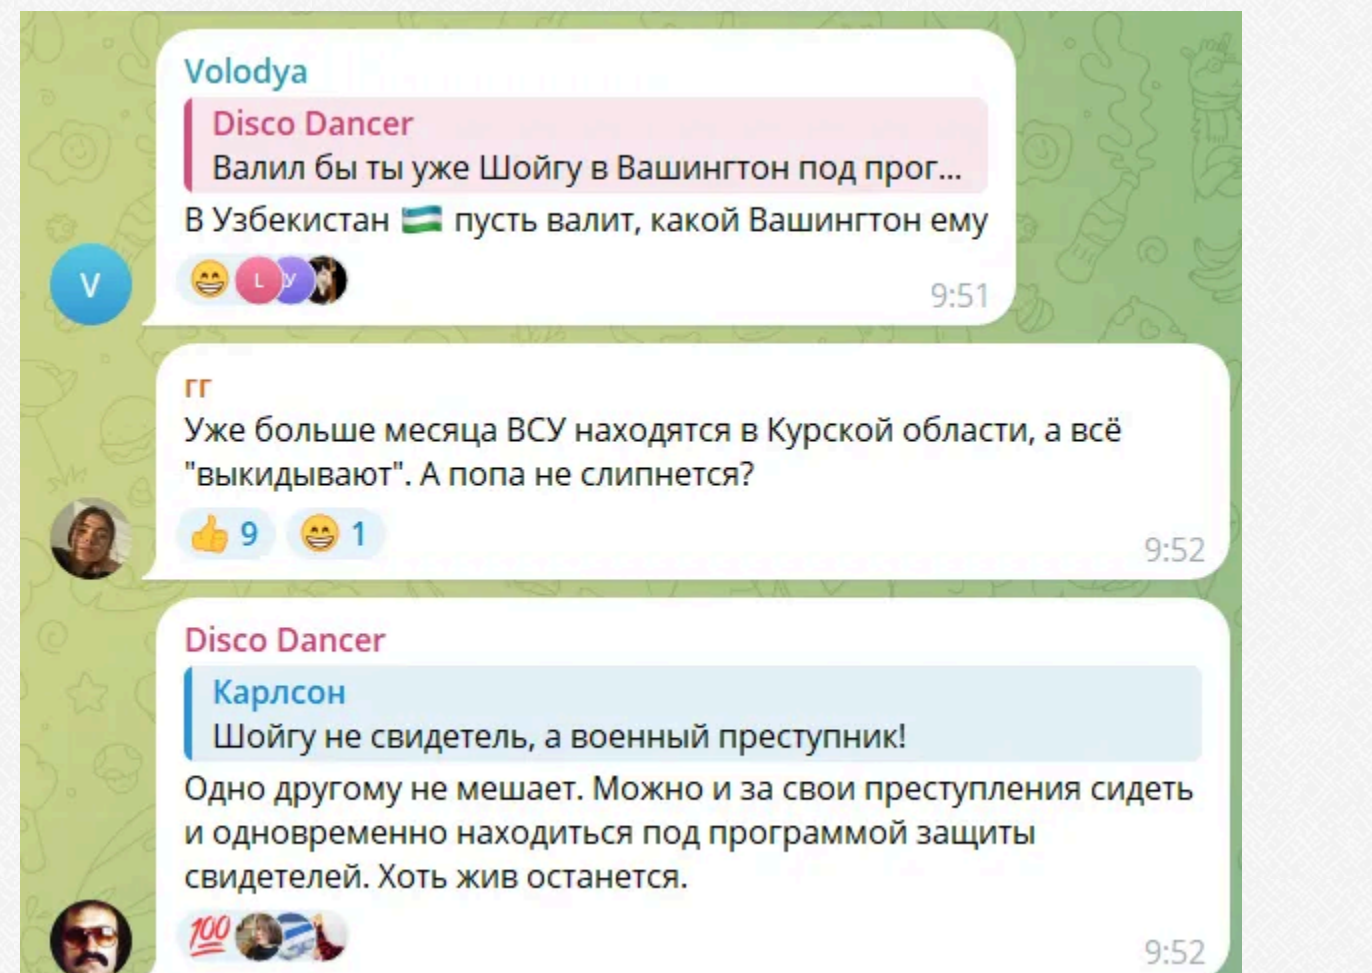 Volodya
Disco Dancer
Валил бы ты уже Шойгу в Вашингтон под прог...
В Узбекистан 🇺🇿 пусть валит, какой Вашингтон ему
V
😁 L У
9:51
гг
Уже больше месяца ВСУ находятся в Курской области, а всё
"выкидывают". А попа не слипнется?
👍 9 😁 1
9:52
Disco Dancer
Карлсон
Шойгу не свидетель, а военный преступник!
Одно другому не мешает. Можно и за свои преступления сидеть
и одновременно находиться под программой защиты
свидетелей. Хоть жив останется.
💯
9:52